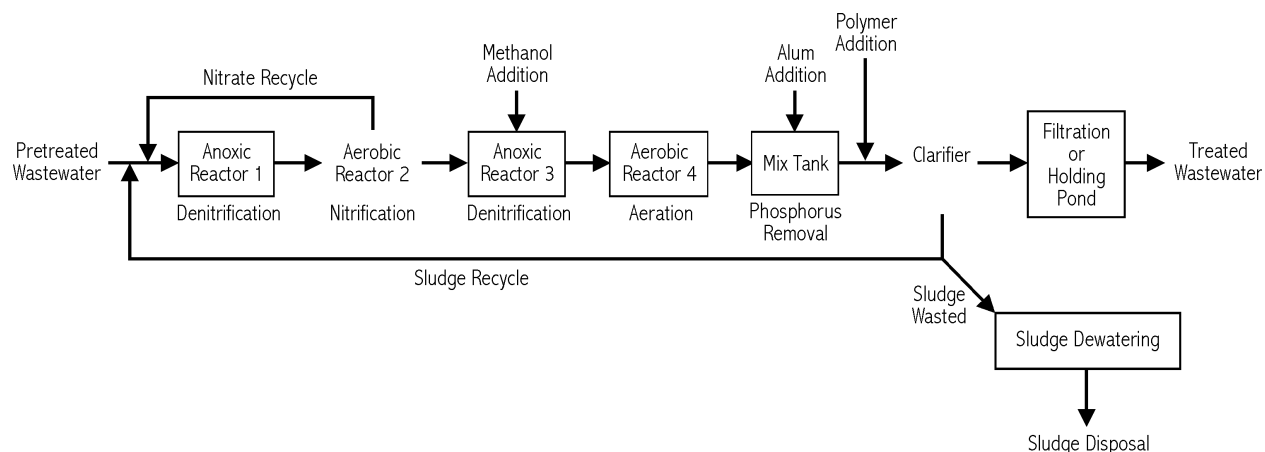 Polymer
Addition
Methanol
Addition
Alum
Addition
Nitrate Recycle
Pretreated
Wastewater
Anoxic
Reactor 1
Aerobic
Reactor 2
Anoxic
Reactor 3
Aerobic
Reactor 4
Mix Tank
Clarifier
Filtration
or
Holding
Pond
Treated
Wastewater
Denitrification
Nitrification
Denitrification
Aeration
Phosphorus
Removal
Sludge Recycle
Sludge
Wasted
Sludge Dewatering
Sludge Disposal